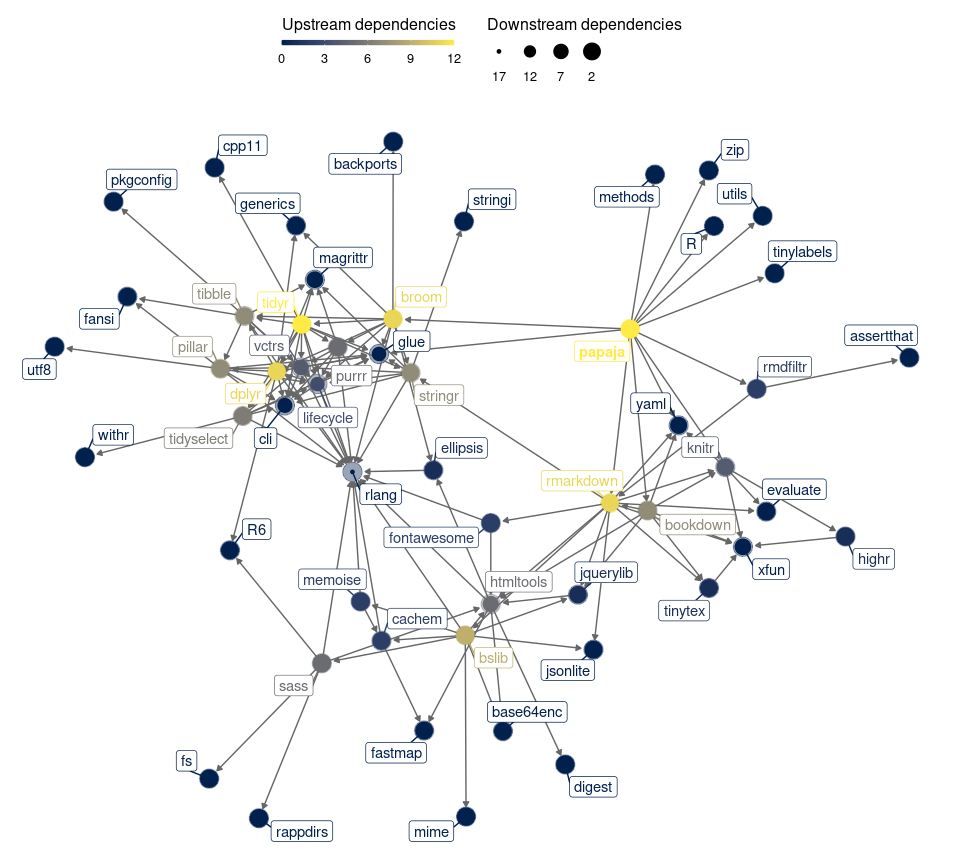 Upstream dependencies
Downstream dependencies
0 3 6 9 12
17 12 7 2
cpp11
zip
backports
pkgconfig
utils
methods
generics
stringi
R
magrittr
tinylabels
tibble
tidyr
broom
fansi
glue
assertthat
pillar
vctrs
papaja
utf8
rmdfiltr
purrr
dplyr
stringr
yaml
lifecycle
withr
tidyselect
cli
knitr
ellipsis
rmarkdown
evaluate
rlang
bookdown
R6
fontawesome
highr
xfun
memoise
htmltools
jquerylib
tinytex
cachem
bslib
jsonlite
sass
base64enc
fastmap
fs
digest
rappdirs
mime